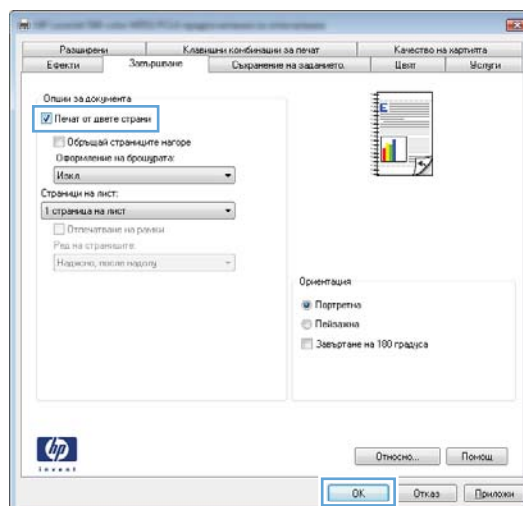 Разширени Клавишни комбинации за печат Качество на хартията
Ефекти Завършване Съхранение на заданието. Цвят Услуги
Опции за документа
Печат от двете страни
Обръщай страниците нагоре
Оформление на брошурата:
Изкл.
Страници на лист:
1 страница на лист
Отпечатване на рамки
Ред на страниците:
Надясно, после надолу
Ориентация
Портретна
Пейзажна
Завъртане на 180 градуса
hp
invent
Относно... Помощ
OK Отказ Приложи